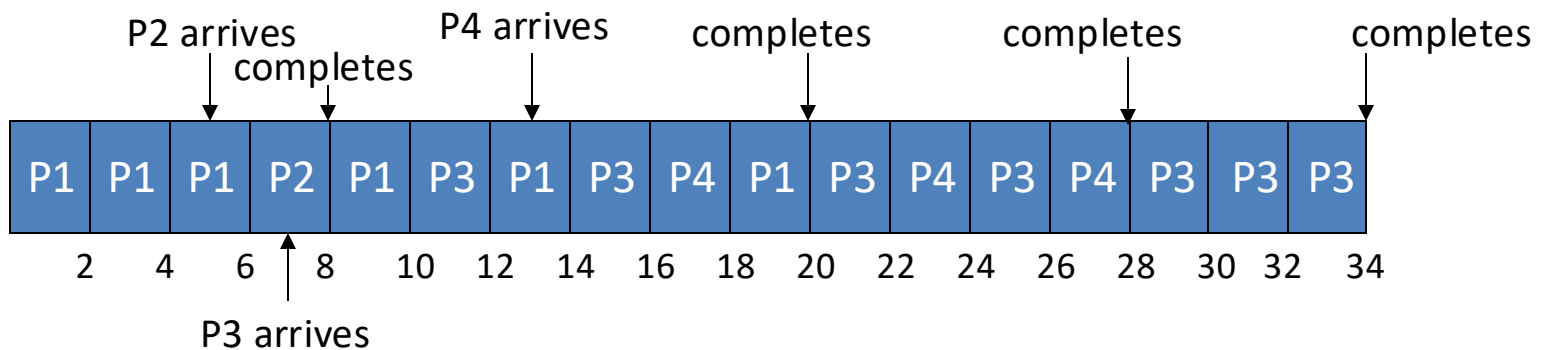 P2 arrives
P4 arrives
completes
completes
completes
completes
P1 P1 P1 P2 P1 P3 P1 P3 P4 P1 P3 P4 P3 P4 P3 P3 P3
2 4 6 8 10 12 14 16 18 20 22 24 26 28 30 32 34
P3 arrives